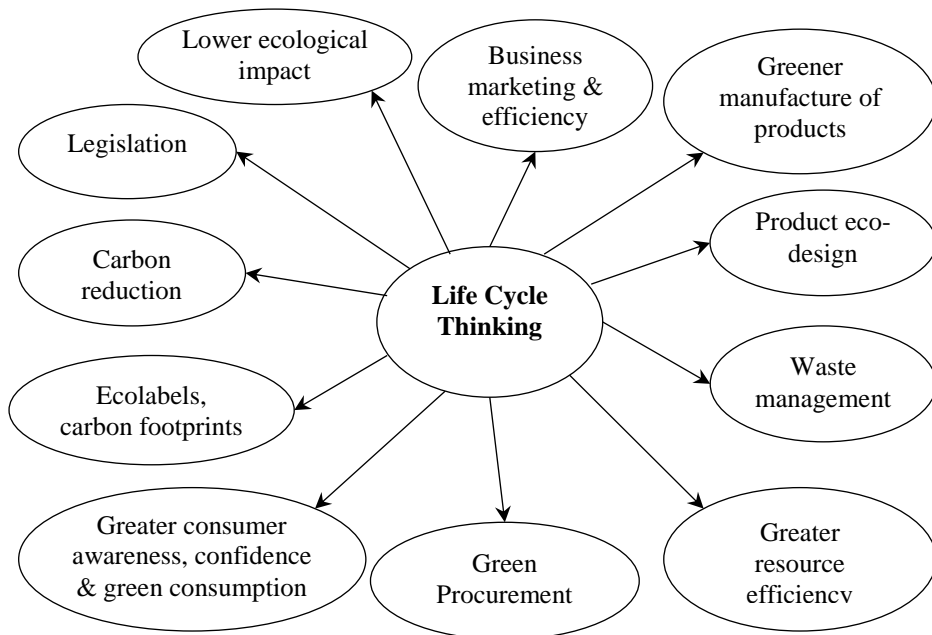 Lower ecological
impact
Business
marketing &
efficiency
Greener
manufacture of
products
Legislation
Product eco-
design
Carbon
reduction
Life Cycle
Thinking
Waste
management
Ecolabels,
carbon footprints
Greater consumer
awareness, confidence
& green consumption
Green
Procurement
Greater
resource
efficiency